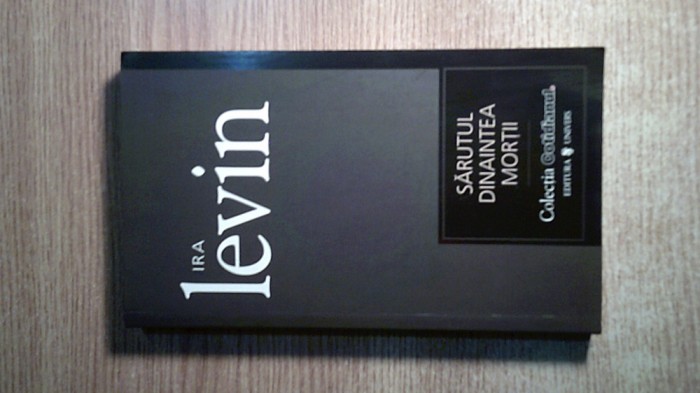 IRA
levin
SĂRUTUL
DINAINTEA
MORȚII
Colecția Cotidianul
EDITURA UNIVERS